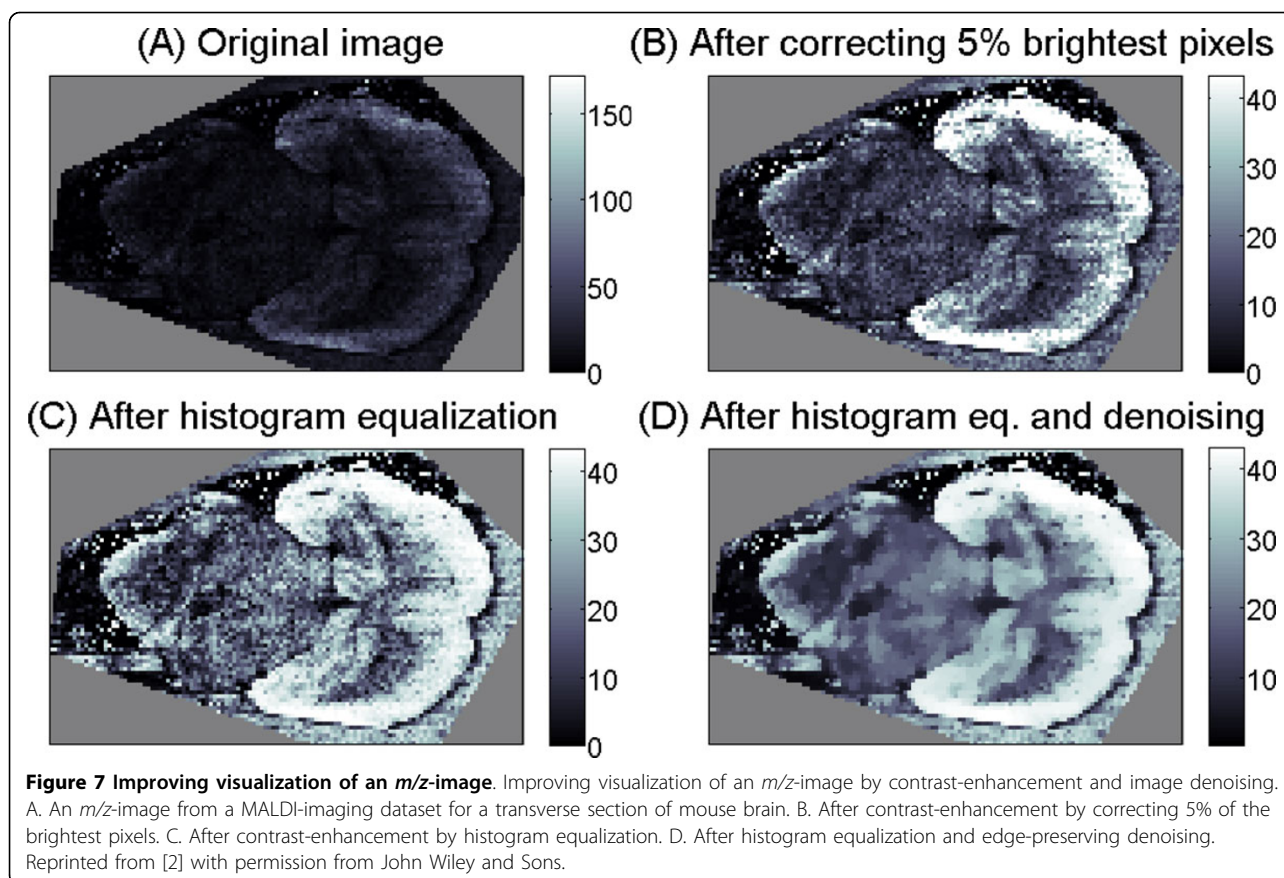 (A) Original image
(B) After correcting 5% brightest pixels
150
100
50
0
40
30
20
10
0
(C) After histogram equalization
(D) After histogram eq. and denoising
40
30
20
10
0
40
30
20
10
Figure 7 Improving visualization of an m/z-image. Improving visualization of an m/z-image by contrast-enhancement and image denoising.
A. An m/z-image from a MALDI-imaging dataset for a transverse section of mouse brain. B. After contrast-enhancement by correcting 5% of the
brightest pixels. C. After contrast-enhancement by histogram equalization. D. After histogram equalization and edge-preserving denoising.
Reprinted from [2] with permission from John Wiley and Sons.